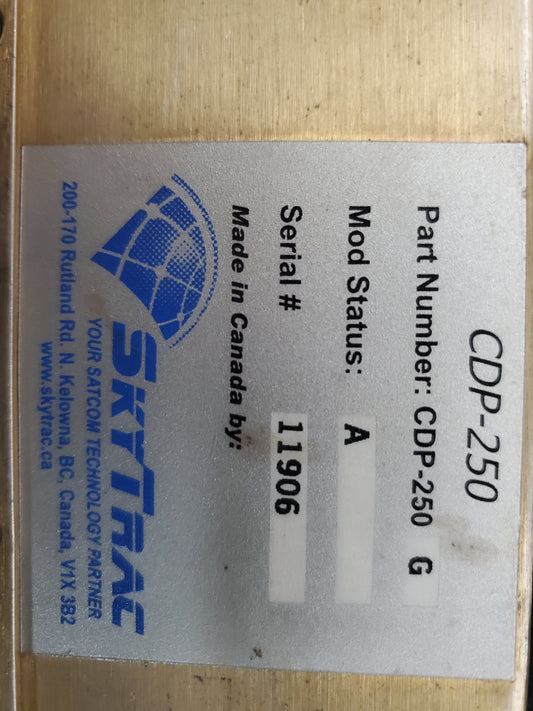 CDP-250
Part Number: CDP-250 G
Mod Status: A
Serial # 11906
Made in Canada by:
SKYTRAC
YOUR SATCOM TECHNOLOGY PARTNER
200-170 Rutland Rd. N. Kelowna, BC, Canada, V1X 3B2
www.skytrac.ca